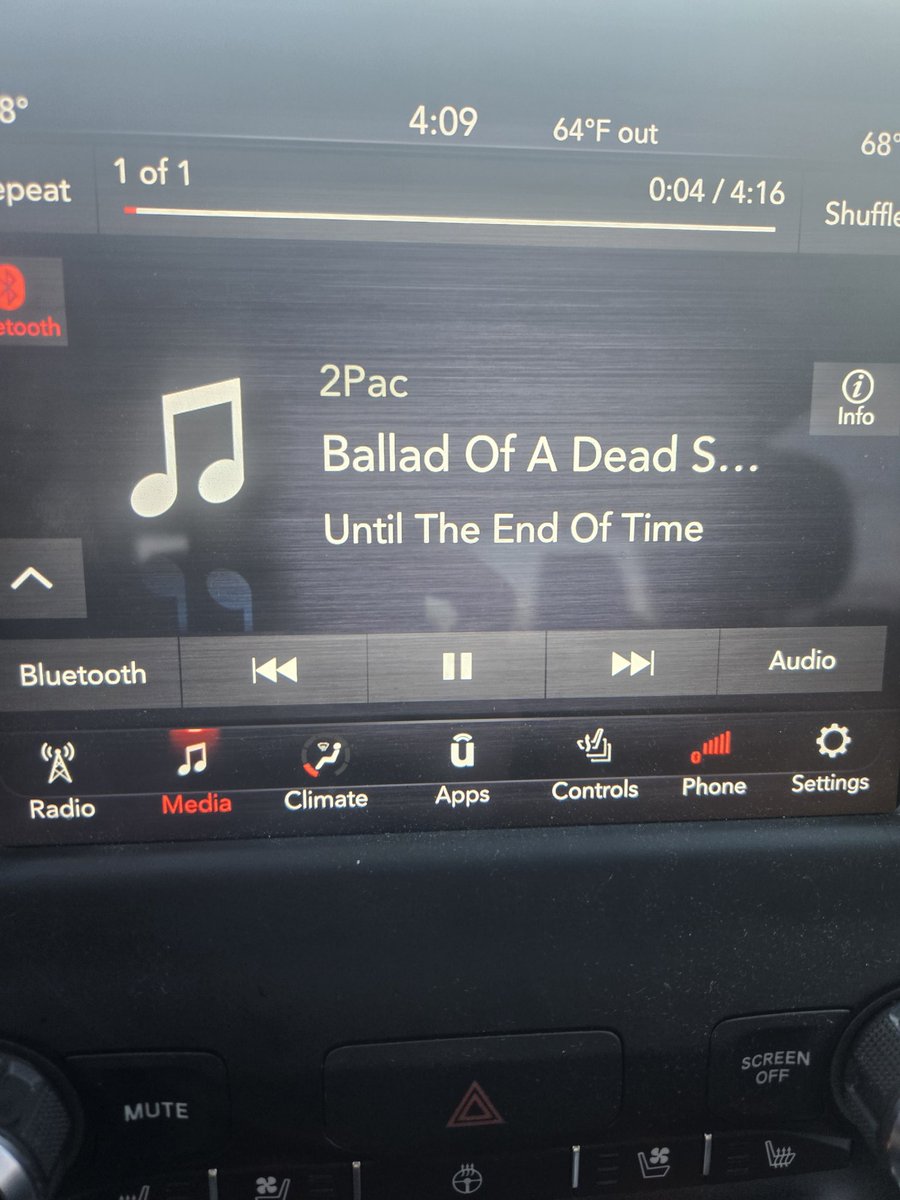 8°
4:09
64°F out
68°
epeat
1 of 1
0:04 / 4:16
Shuffle
etooth
2Pac
Info
Ballad Of A Dead S...
Until The End Of Time
Bluetooth
Audio
Radio
Media
Climate
Apps
Controls
Phone
Settings
MUTE
SCREEN
OFF